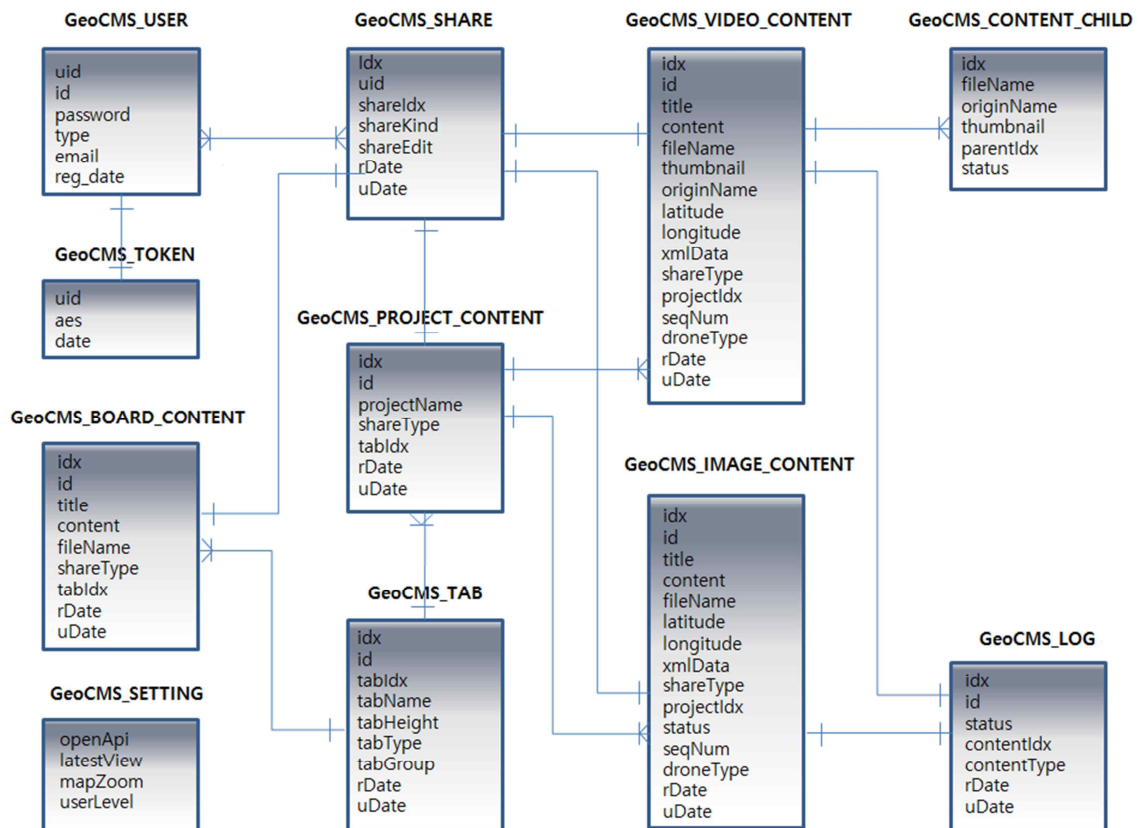 GeoCMS_USER
uid
id
password
type
email
reg_date
GeoCMS_SHARE
Idx
uid
shareIdx
shareKind
shareEdit
rDate
uDate
GeoCMS_VIDEO_CONTENT
idx
id
title
content
fileName
thumbnail
originName
latitude
longitude
xmlData
shareType
projectIdx
seqNum
droneType
rDate
uDate
GeoCMS_CONTENT_CHILD
idx
fileName
originName
thumbnail
parentIdx
status
GeoCMS_TOKEN
uid
aes
date
GeoCMS_PROJECT_CONTENT
idx
id
projectName
shareType
tabIdx
rDate
uDate
GeoCMS_BOARD_CONTENT
idx
id
title
content
fileName
shareType
tabIdx
rDate
uDate
GeoCMS_IMAGE_CONTENT
idx
id
title
content
fileName
latitude
longitude
xmlData
shareType
projectIdx
status
seqNum
droneType
rDate
uDate
GeoCMS_TAB
idx
id
tabIdx
tabName
tabHeight
tabType
tabGroup
rDate
uDate
GeoCMS_LOG
idx
id
status
contentIdx
contentType
rDate
uDate
GeoCMS_SETTING
openApi
latestView
mapZoom
userLevel